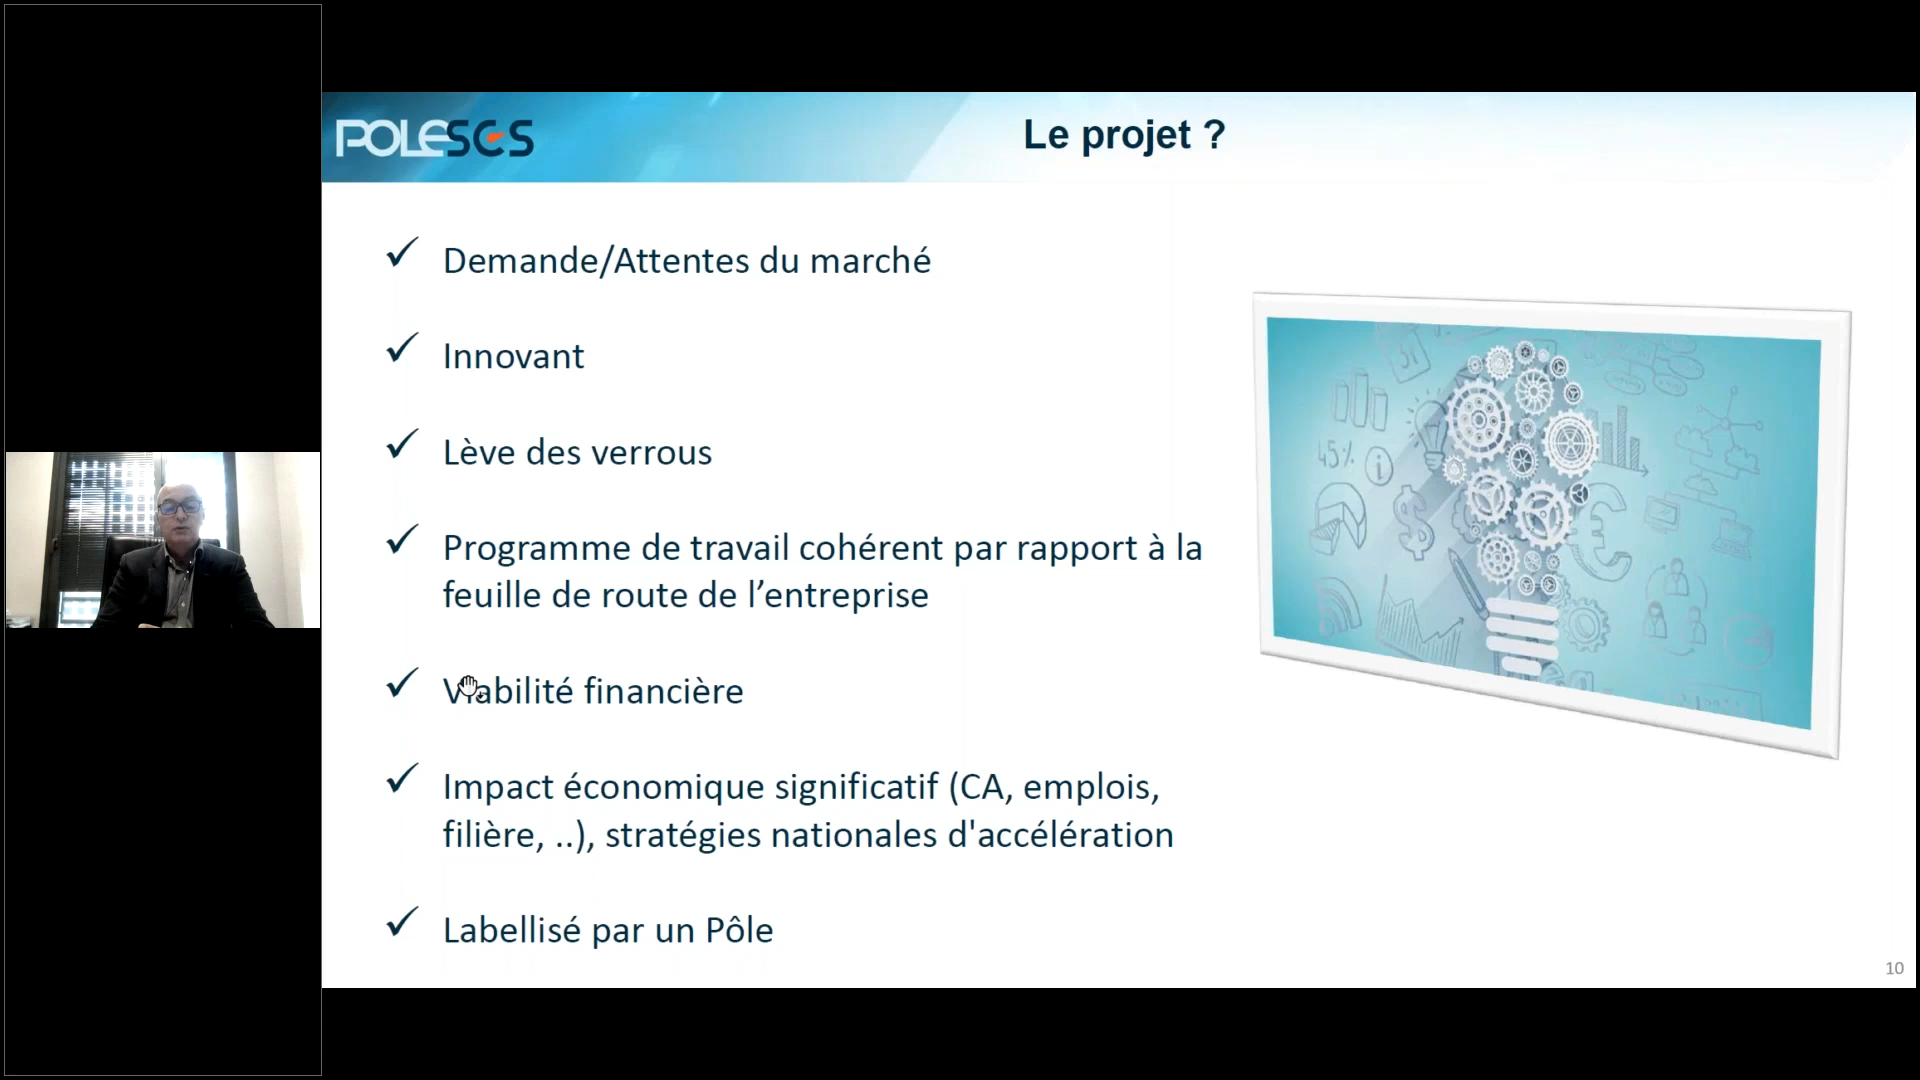 POLESCS
Le projet ?
Demande/Attentes du marché
Innovant
Lève des verrous
Programme de travail cohérent par rapport à la
feuille de route de l’entreprise
Viabilité financière
Impact économique significatif (CA, emplois,
filière, ..), stratégies nationales d'accélération
Labellisé par un Pôle
31
45%
i
$
€
10